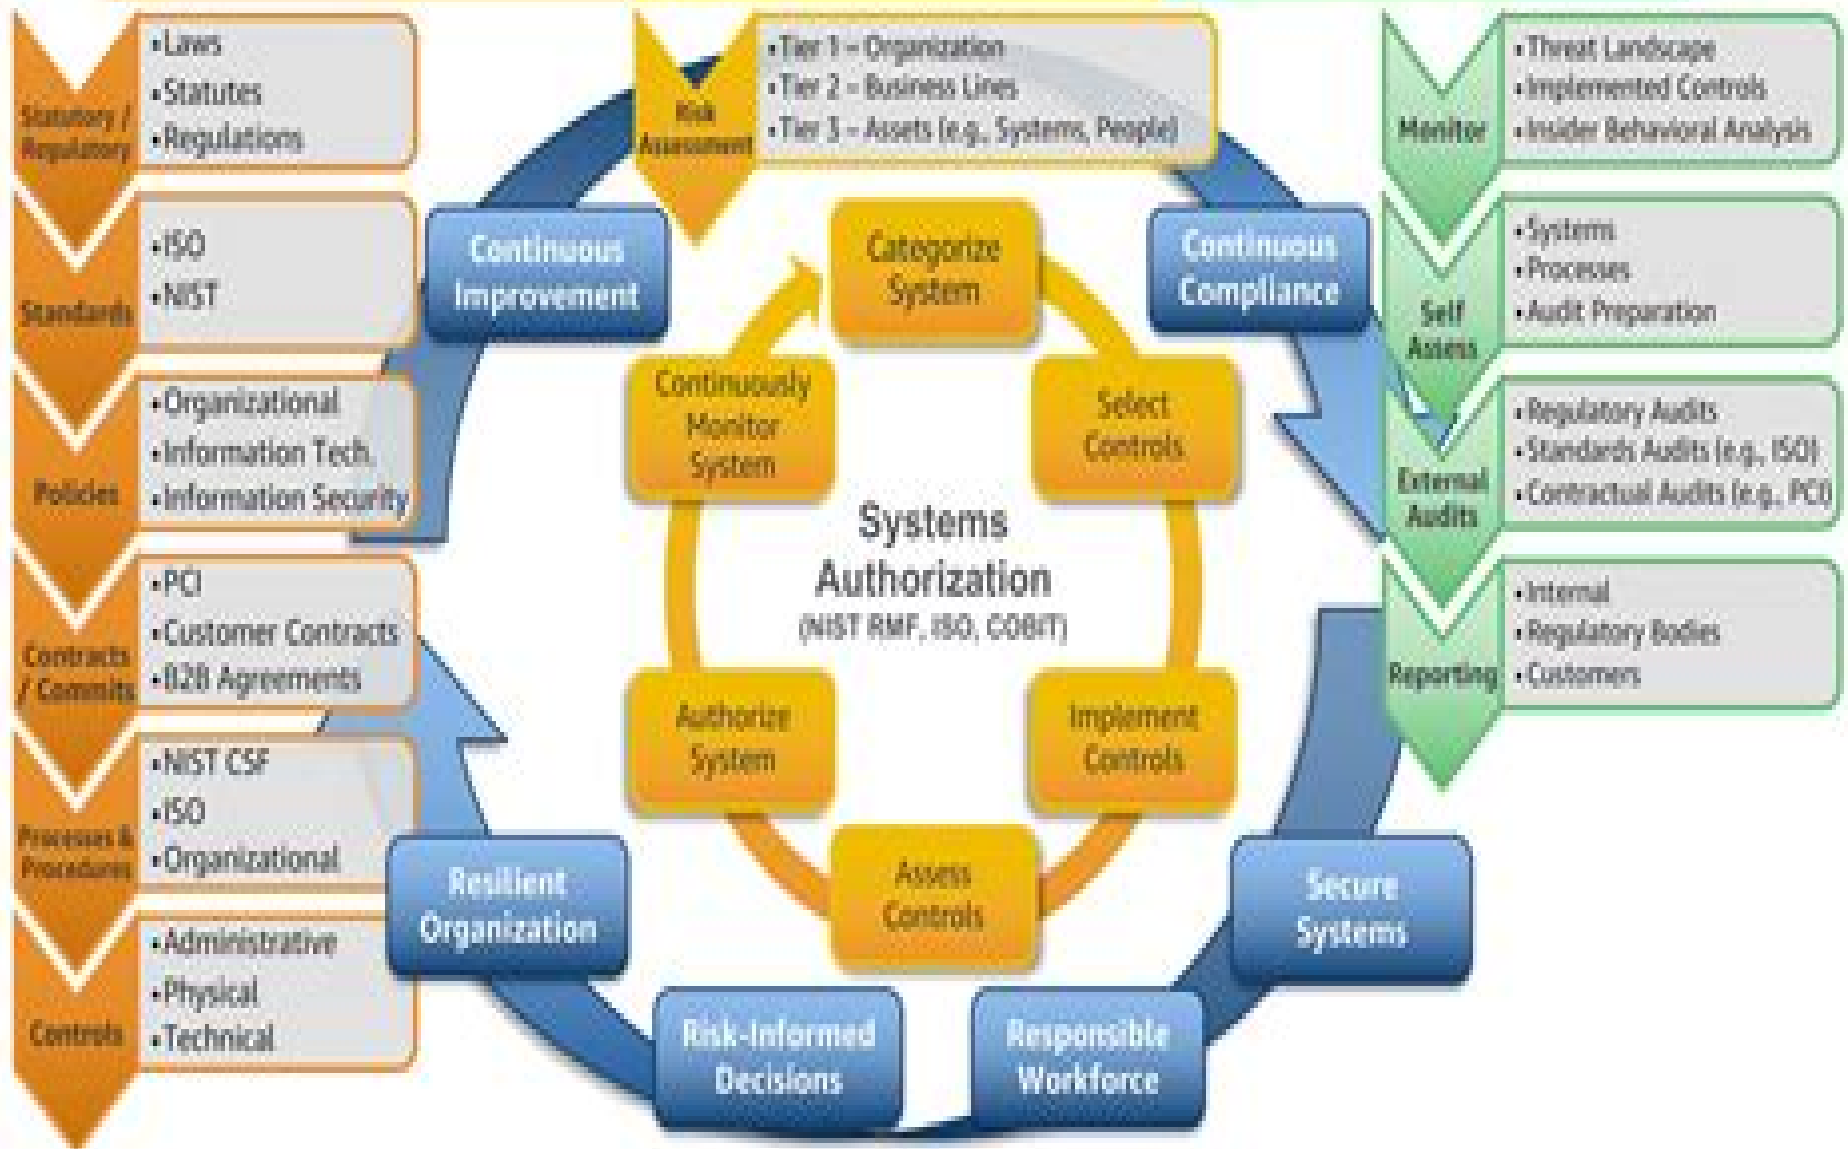 Statutory /
Regulatory
•Laws
•Statutes
•Regulations
Standards
•ISO
•NIST
Policies
•Organizational
•Information Tech.
•Information Security
Contracts
/ Commits
•PCI
•Customer Contracts
•B2B Agreements
Processes &
Procedures
•NIST CSF
•ISO
•Organizational
Controls
•Administrative
•Physical
•Technical
Risk
Assessment
•Tier 1 – Organization
•Tier 2 – Business Lines
•Tier 3 – Assets (e.g., Systems, People)
Continuous
Improvement
Continuous
Compliance
Categorize
System
Continuously
Monitor
System
Select
Controls
Systems
Authorization
(NIST RMF, ISO, COBIT)
Authorize
System
Implement
Controls
Assess
Controls
Resilient
Organization
Secure
Systems
Risk-Informed
Decisions
Responsible
Workforce
Monitor
•Threat Landscape
•Implemented Controls
•Insider Behavioral Analysis
Self
Assess
•Systems
•Processes
•Audit Preparation
External
Audits
•Regulatory Audits
•Standards Audits (e.g., ISO)
•Contractual Audits (e.g., PCI)
Reporting
•Internal
•Regulatory Bodies
•Customers